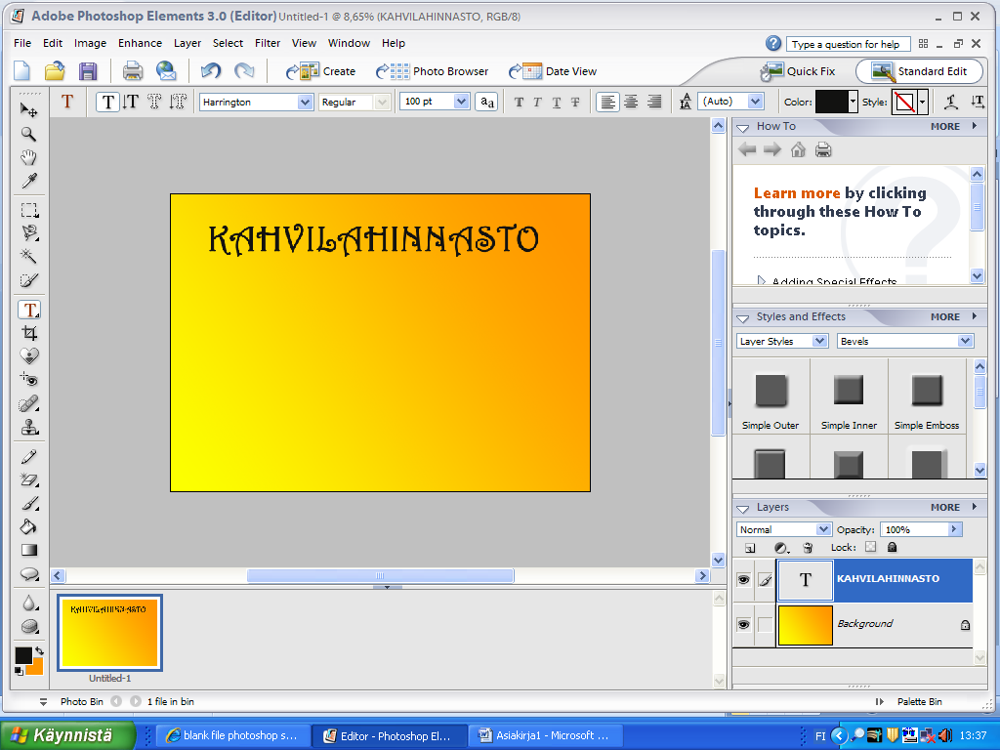 Adobe Photoshop Elements 3.0 (Editor) Untitled-1 @ 8,65% (KAHVILAHINNASTO, RGB/8)
File Edit Image Enhance Layer Select Filter View Window Help
Type a question for help
Create Photo Browser Date View Quick Fix Standard Edit
T T T T T Harrington Regular 100 pt aa T T T T (Auto) Color: Style:
How To MORE
Learn more by clicking
through these How To
topics.
Adding Special Effects
KAHVILAHINNASTO
Styles and Effects MORE
Layer Styles Bevels
Simple Outer Simple Inner Simple Emboss
Layers MORE
Normal Opacity: 100%
Lock:
T KAHVILAHINNASTO
Background
KAHVILAHINNASTO
Untitled-1
Photo Bin 1 file in bin Palette Bin
Käynnistä blank file photoshop s... Editor - Photoshop El... Asiakirja1 - Microsoft ... FI 13:37